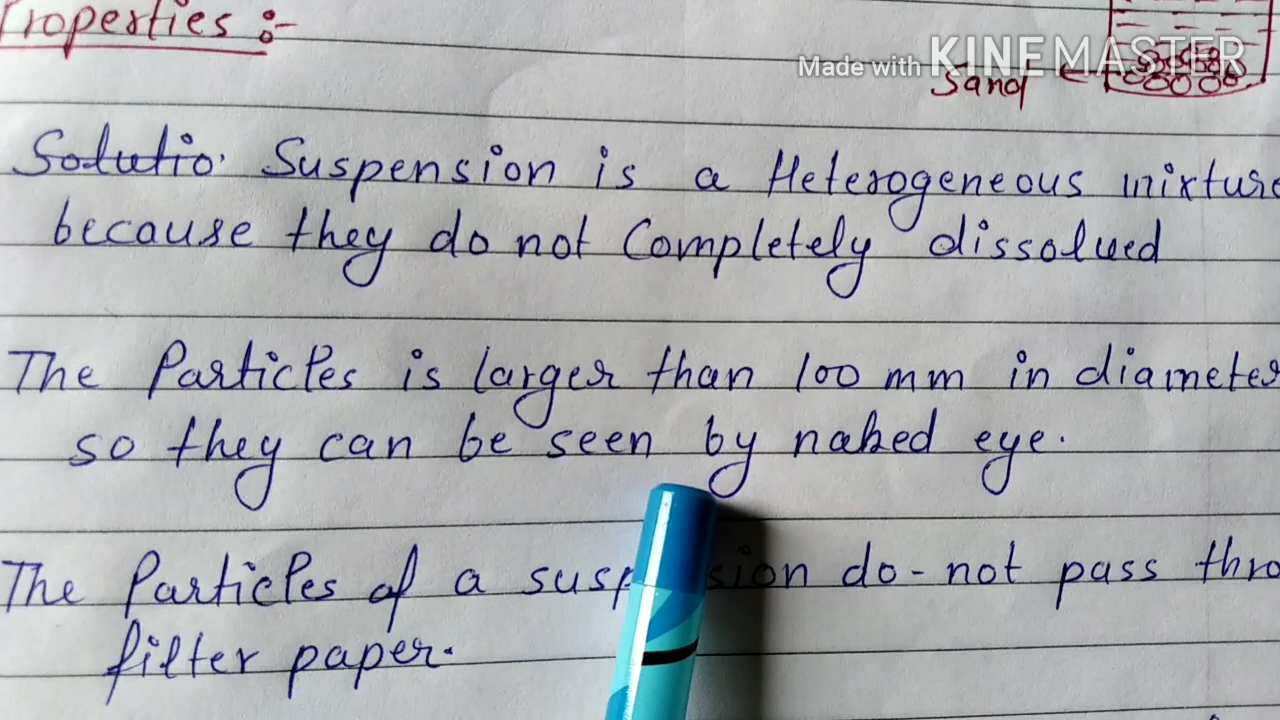 Properties :-
Made with KINEMASTER
Sand
Solutio. Suspension is a Heterogeneous mixture
because they do not Completely dissolved
The Particles is larger than 100 mm in diameter
so they can be seen by naked eye.
The Particles of a suspension do-not pass thro
filter paper.